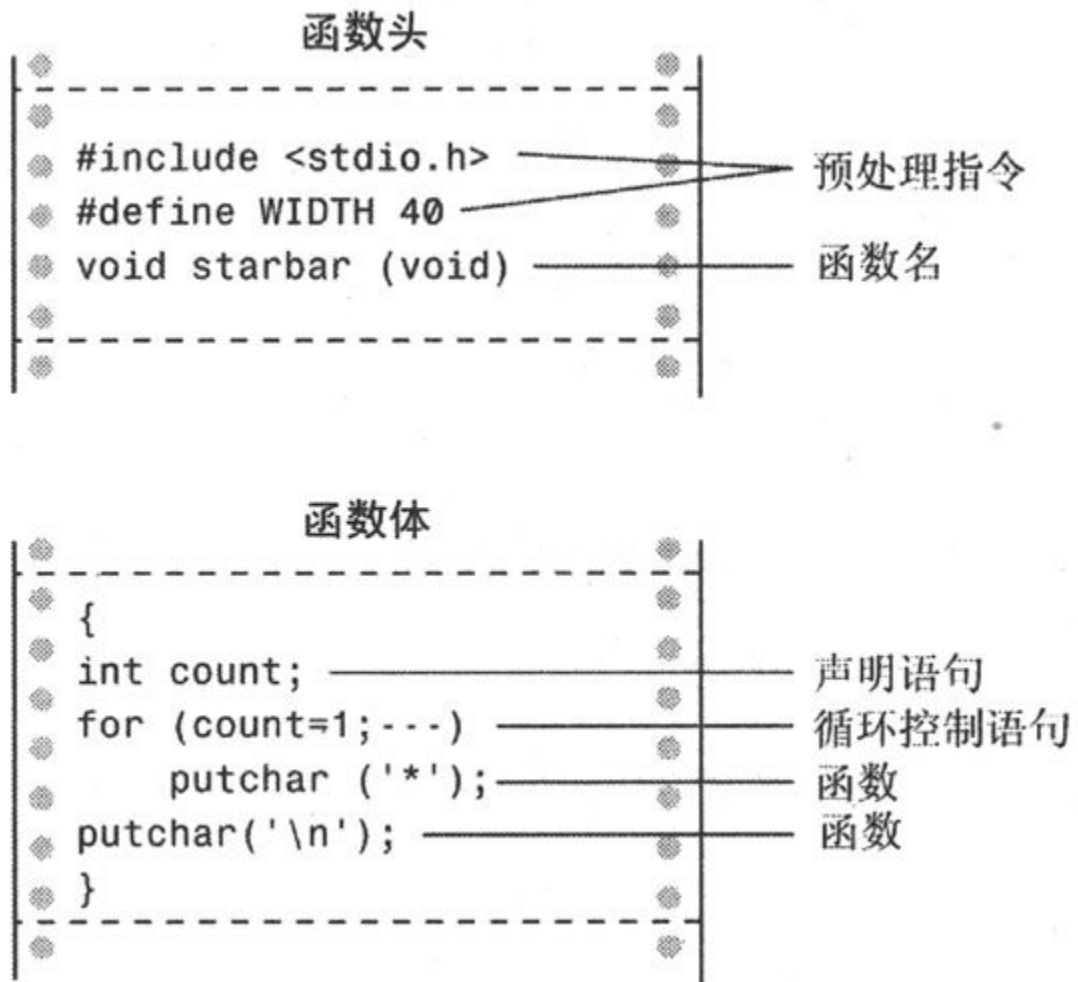 函数头
#include <stdio.h>
#define WIDTH 40
预处理指令
void starbar (void)
函数名
函数体
{
int count;
声明语句
for (count=1;---)
循环控制语句
putchar ('*');
函数
putchar('\n');
函数
}